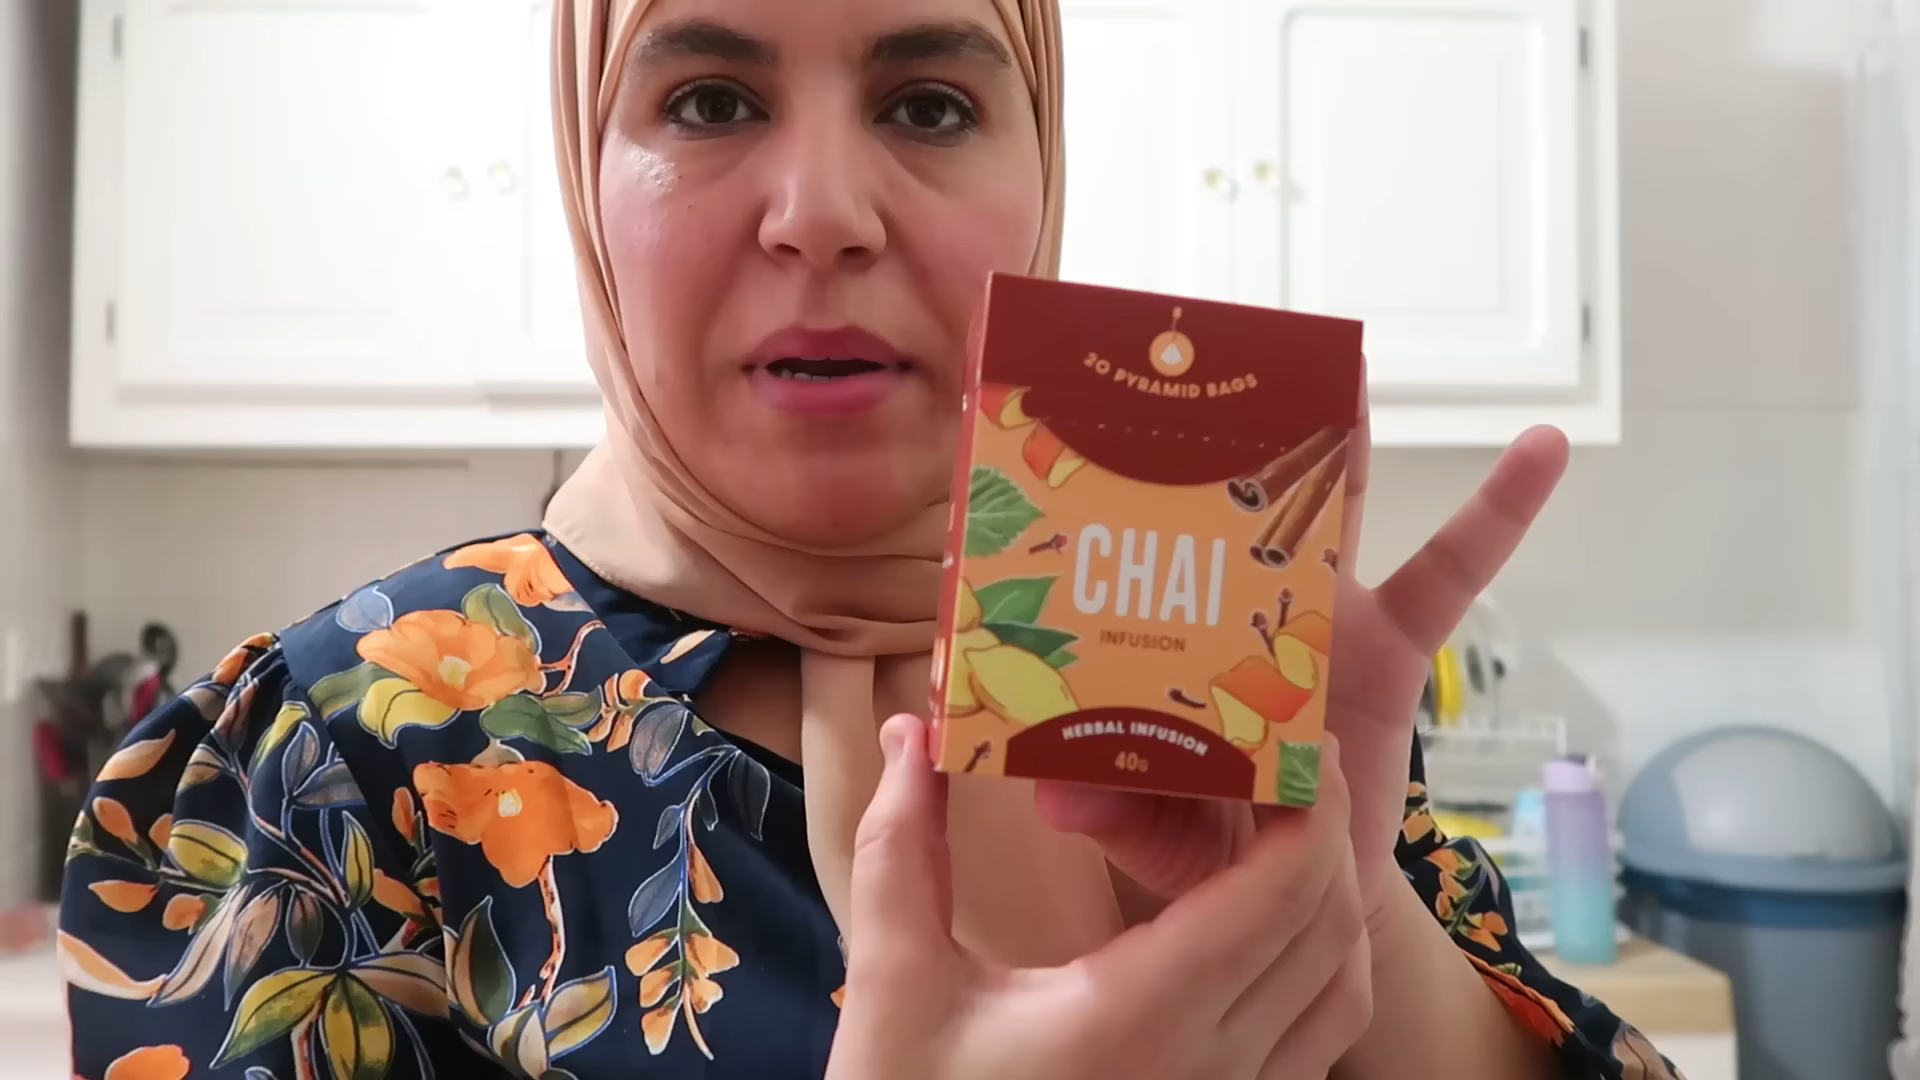 20 PYRAMID BAGS
CHAI
INFUSION
HERBAL INFUSION
40G